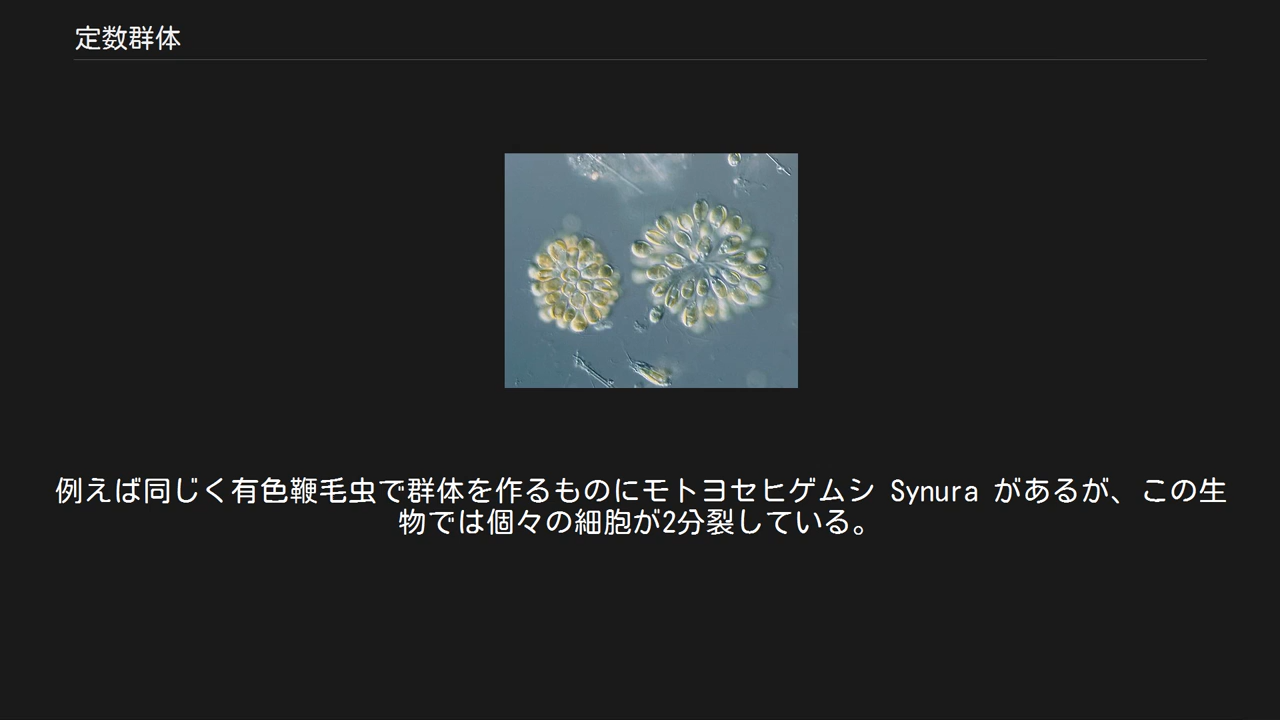 定数群体
例えば同じく有色鞭毛虫で群体を作るものにモトヨセヒゲムシ Synura があるが、この生
物では個々の細胞が2分裂している。